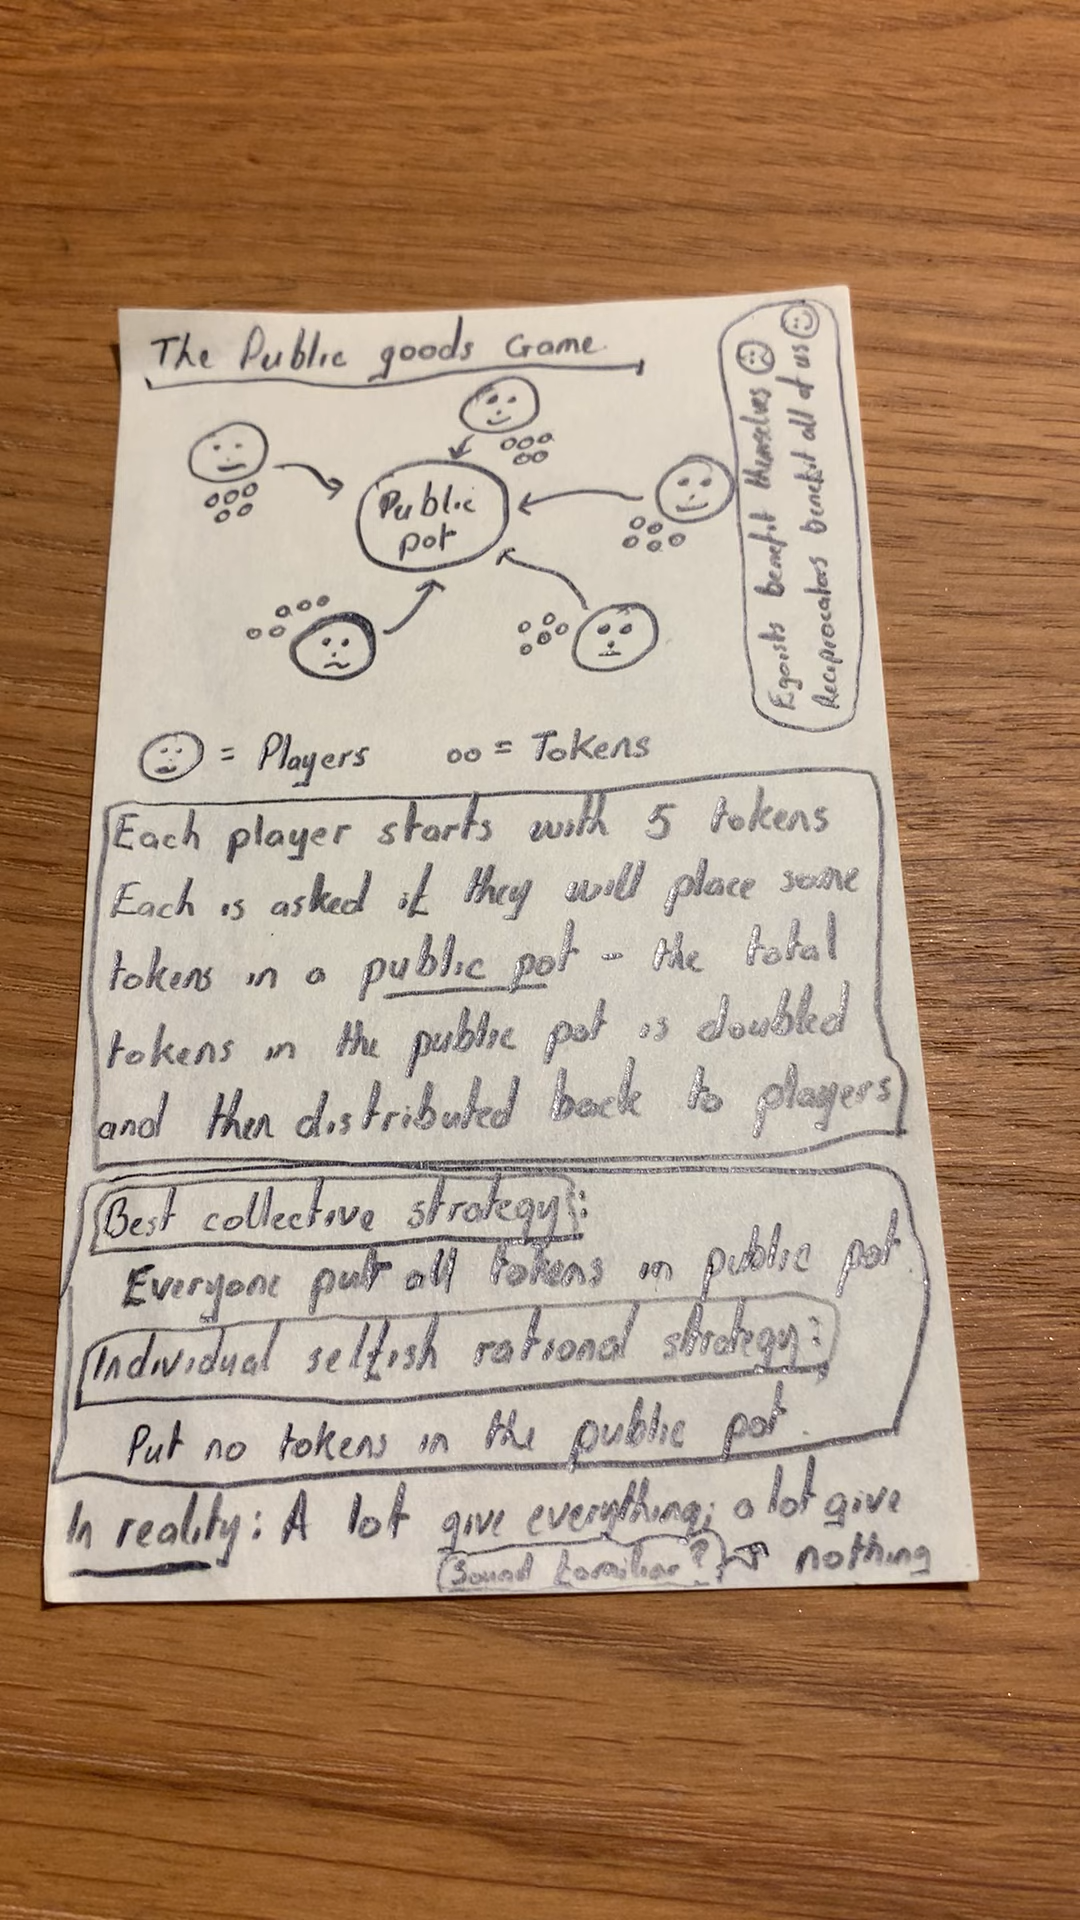 The Public goods Game
Public
pot
Egoists benefit themselves
Reciprocators benefit all of us
= Players
= Tokens
Each player starts with 5 tokens
Each is asked if they will place some
tokens in a public pot - the total
tokens in the public pot is doubled
and then distributed back to players
Best collective strategy:
Everyone put all tokens in public pot.
Individual selfish rational strategy:
Put no tokens in the public pot.
In reality: A lot give everything; a lot give
nothing
Sound familiar?